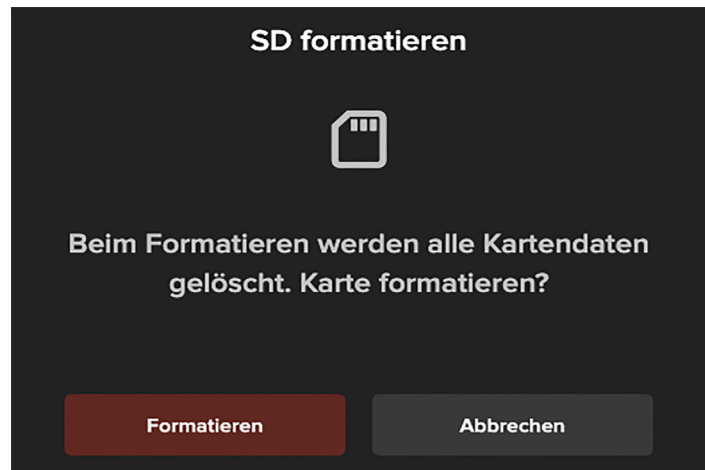 SD formatieren
Beim Formatieren werden alle Kartendaten
gelöscht. Karte formatieren?
Formatieren
Abbrechen